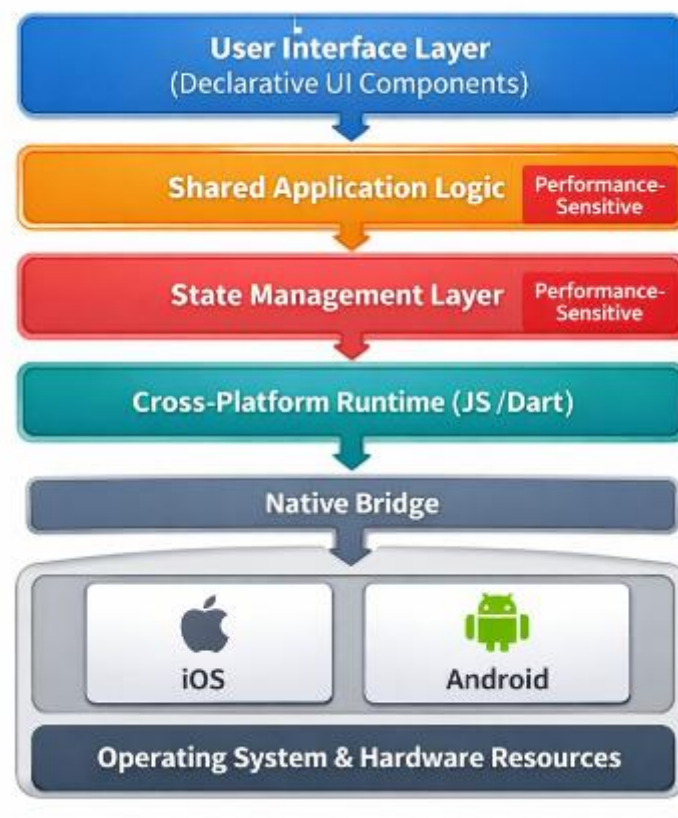 User Interface Layer
(Declarative UI Components)
Shared Application Logic
Performance-
Sensitive
State Management Layer
Performance-
Sensitive
Cross-Platform Runtime (JS/Dart)
Native Bridge
iOS
Android
Operating System & Hardware Resources